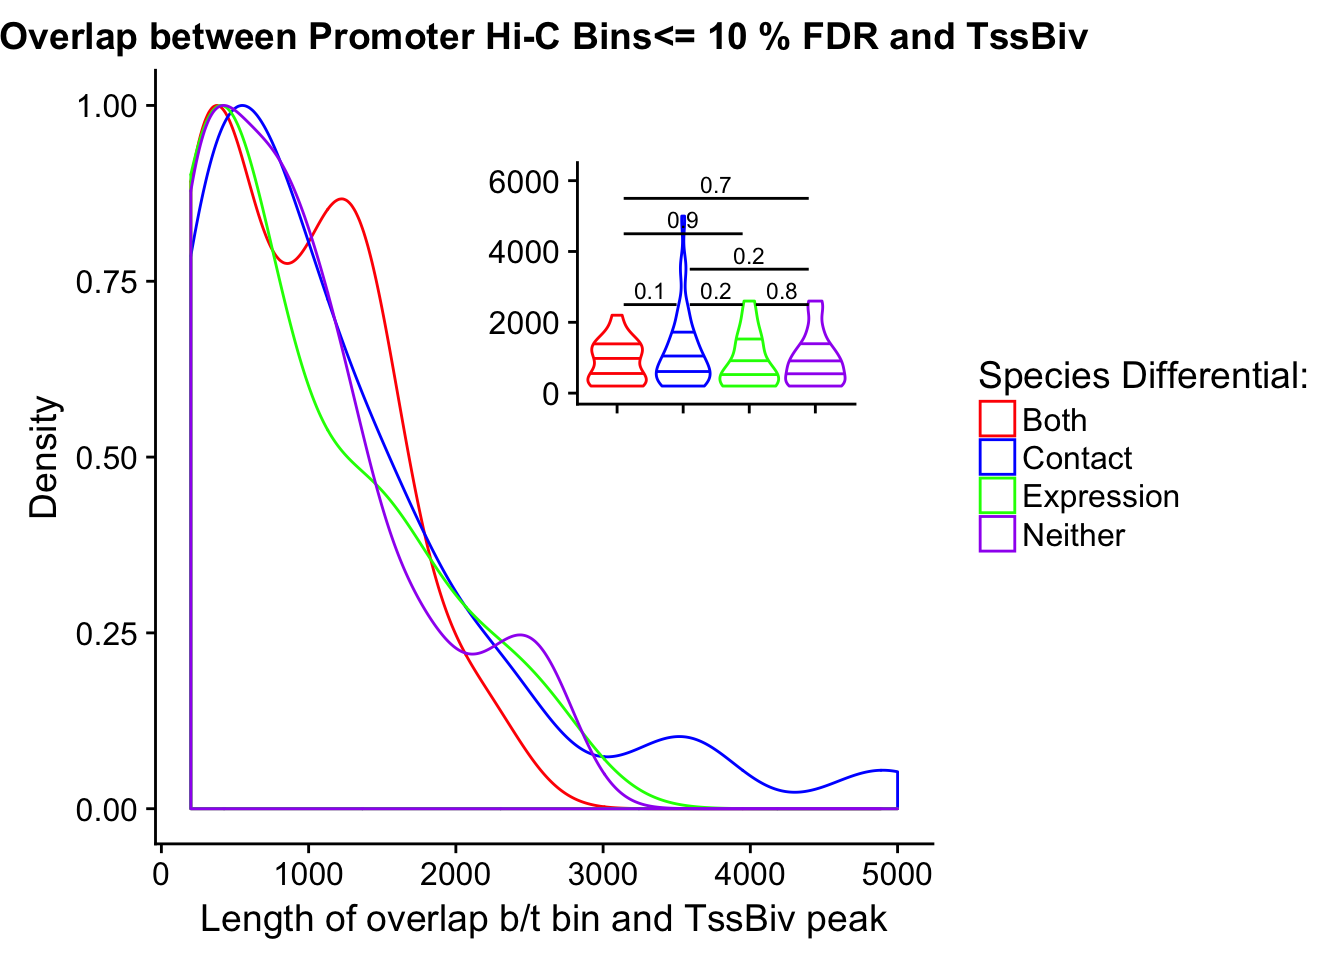 Overlap between Promoter Hi-C Bins<= 10 % FDR and TssBiv
1.00
0.75
0.50
0.25
0.00
Density
0
1000
2000
3000
4000
5000
Length of overlap b/t bin and TssBiv peak
6000
4000
2000
0
0.7
0.9
0.2
0.1
0.2
0.8
Species Differential:
Both
Contact
Expression
Neither